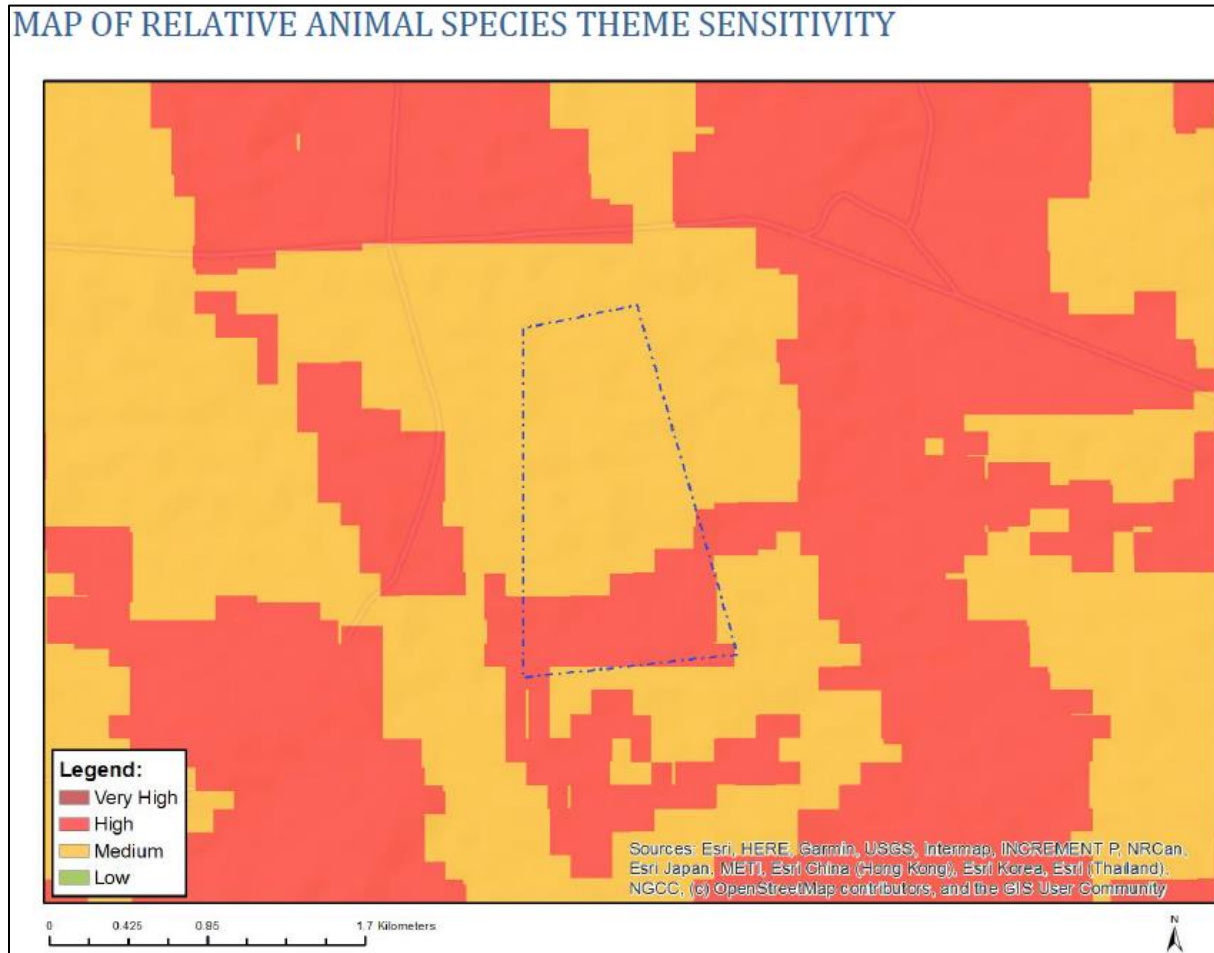 MAP OF RELATIVE ANIMAL SPECIES THEME SENSITIVITY
Legend:
Very High
High
Medium
Low
Sources: Esri, HERE, Garmin, USGS, Intermap, INCREMENT P, NRCan,
Esri Japan, METI, Esri China (Hong Kong), Esri Korea, Esri (Thailand),
NGCC, (c) OpenStreetMap contributors, and the GIS User Community
0 0.425 0.85 1.7 Kilometers
N